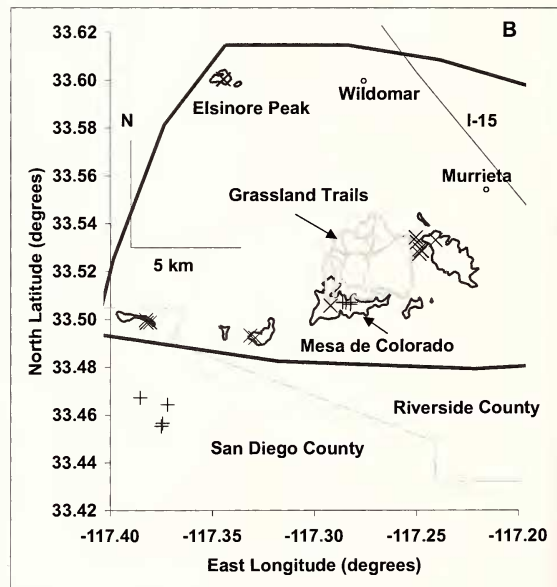 B
33.62
33.60
33.58
33.56
33.54
33.52
33.50
33.48
33.46
33.44
33.42
North Latitude (degrees)
Elsinore Peak
Wildomar
I-15
N
Murrieta
Grassland Trails
5 km
Mesa de Colorado
Riverside County
San Diego County
-117.40
-117.35
-117.30
-117.25
-117.20
East Longitude (degrees)